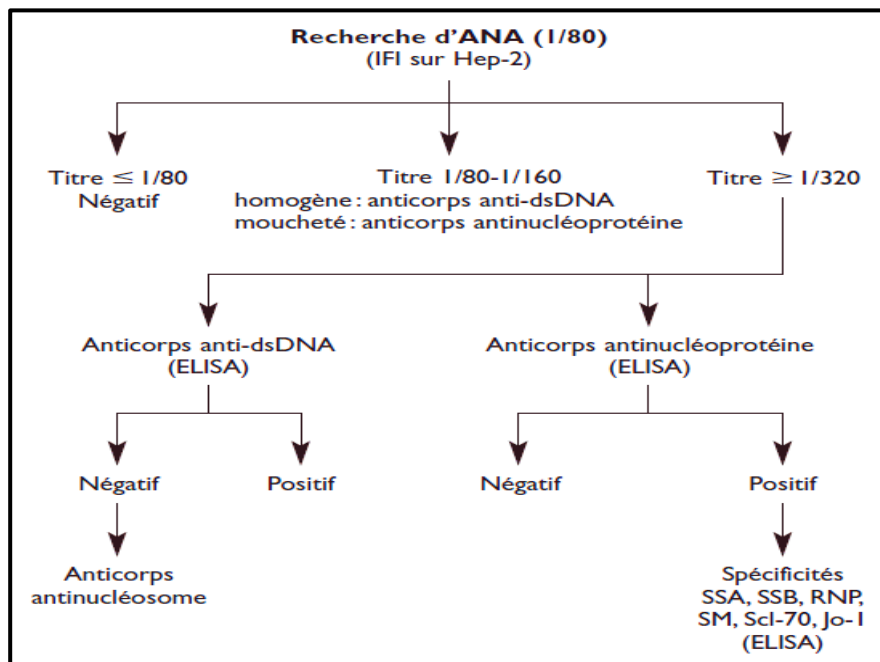 Recherche d'ANA (1/80)
(IFI sur Hep-2)
Titre ≤ 1/80
Négatif
Titre 1/80-1/160
homogène : anticorps anti-dsDNA
moucheté : anticorps antinucléoprotéine
Titre ≥ 1/320
Anticorps anti-dsDNA
(ELISA)
Anticorps antinucléoprotéine
(ELISA)
Négatif
Positif
Négatif
Positif
Anticorps
antinucléosome
Spécificités
SSA, SSB, RNP,
SM, Scl-70, Jo-1
(ELISA)